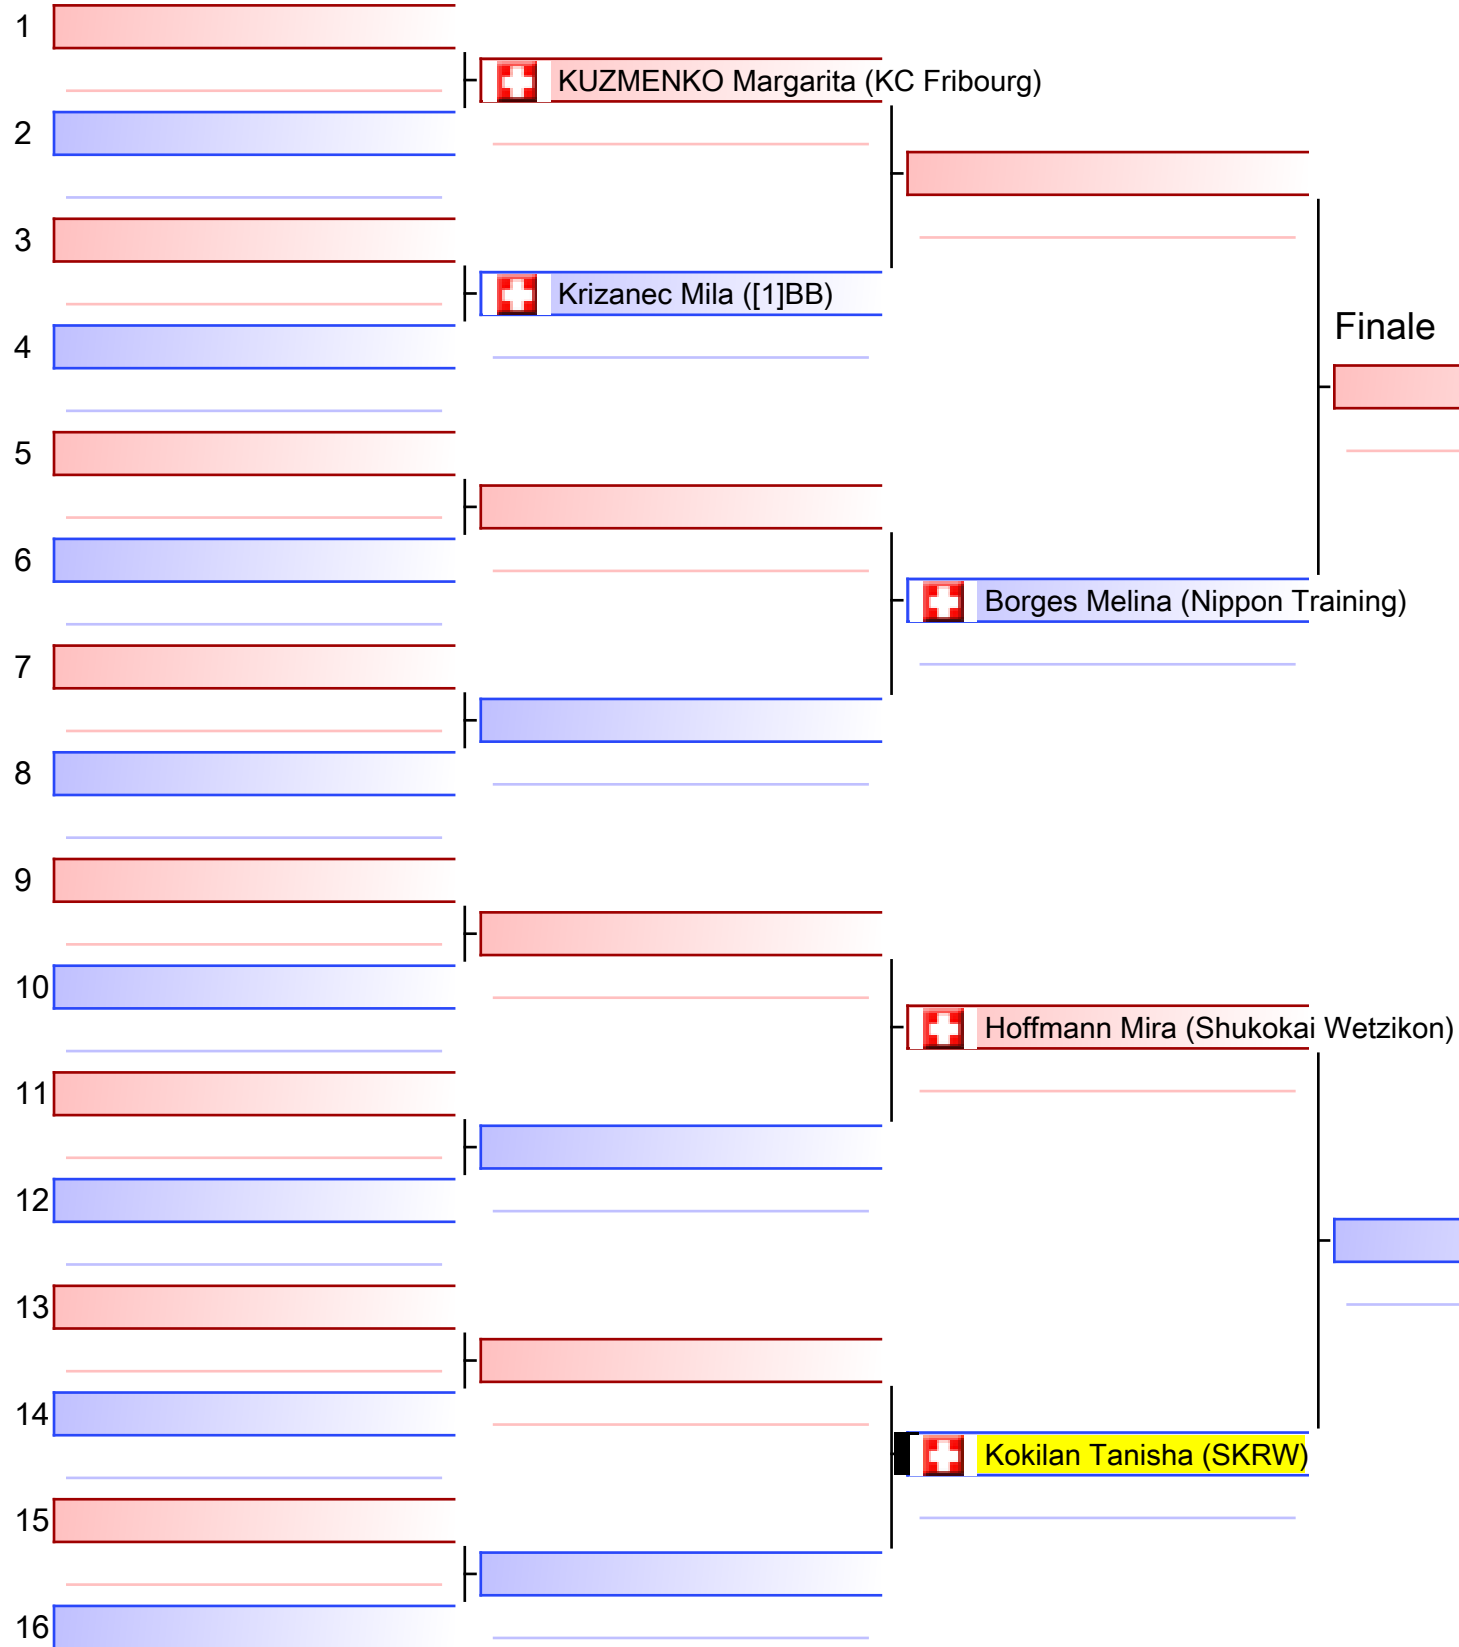 1
KUZMENKO Margarita (KC Fribourg)
2
3
Krizanec Mila ([1]BB)
4
Finale
5
6
Borges Melina (Nippon Training)
7
8
9
10
Hoffmann Mira (Shukokai Wetzikon)
11
12
13
14
Kokilan Tanisha (SKRW)
15
16